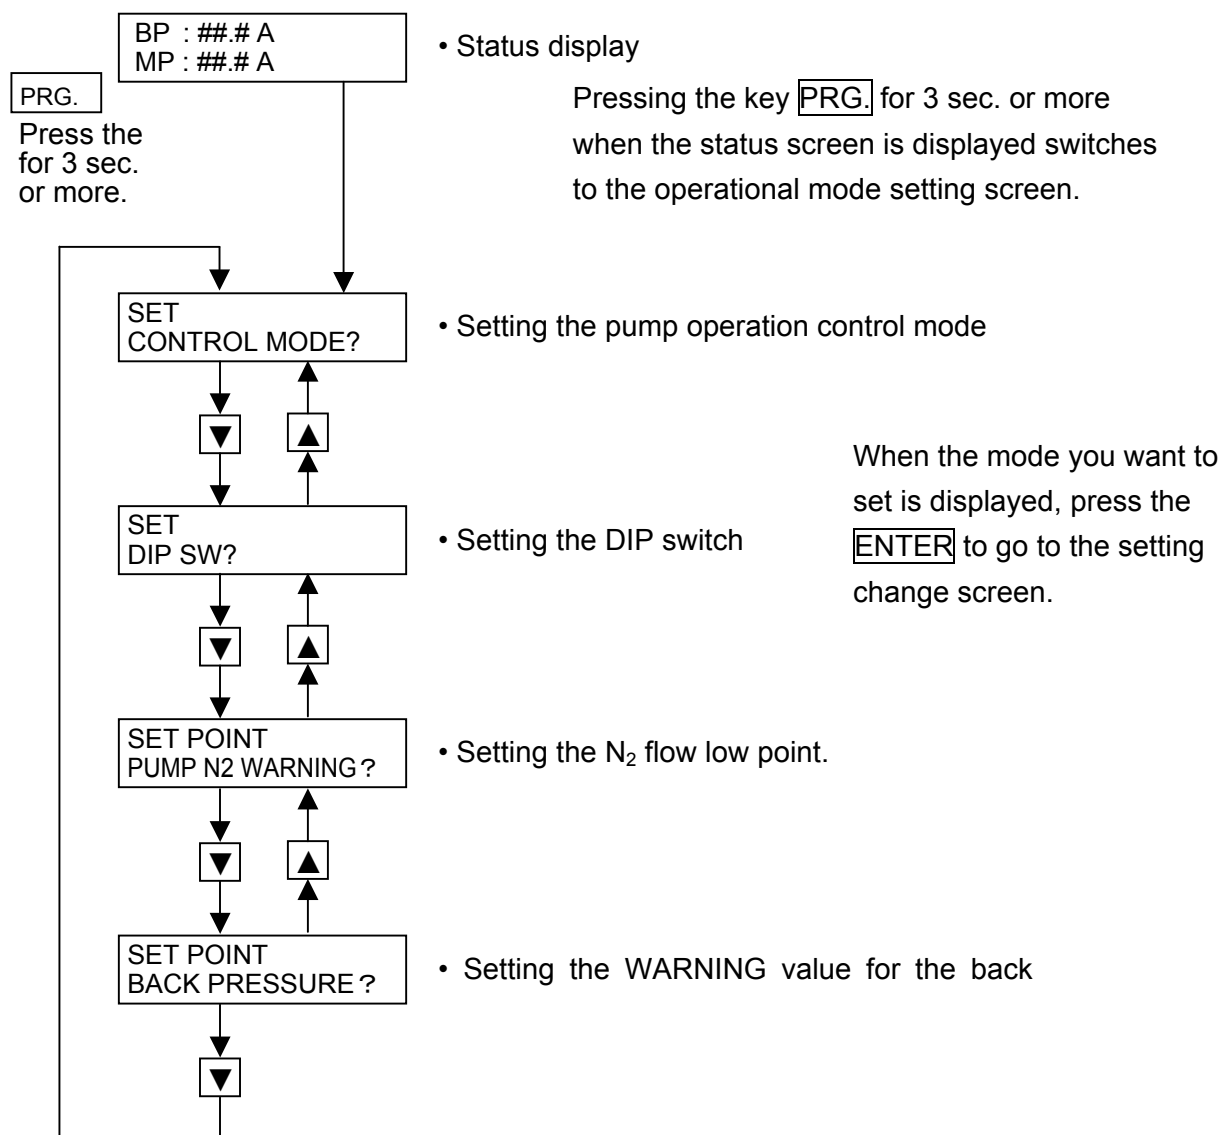 BP : ##.# A
MP : ##.# A
• Status display
PRG.
Press the
for 3 sec.
or more.
Pressing the key PRG. for 3 sec. or more
when the status screen is displayed switches
to the operational mode setting screen.
SET
CONTROL MODE?
• Setting the pump operation control mode
▼ ▲
When the mode you want to
set is displayed, press the
ENTER to go to the setting
change screen.
SET
DIP SW?
• Setting the DIP switch
▼ ▲
SET POINT
PUMP N2 WARNING?
• Setting the N₂ flow low point.
▼ ▲
SET POINT
BACK PRESSURE?
• Setting the WARNING value for the back
▼